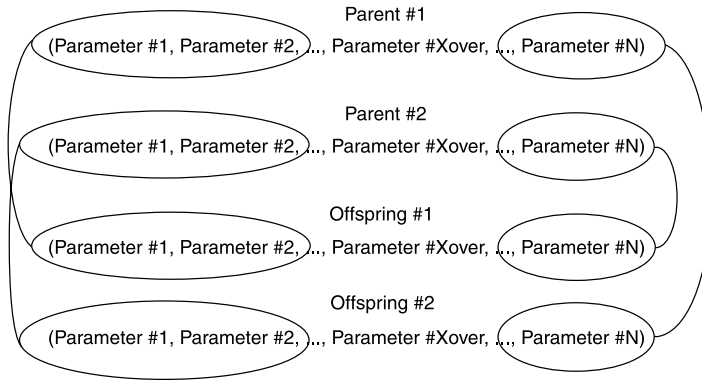 Parent #1
(Parameter #1, Parameter #2, ..., Parameter #Xover, ..., Parameter #N)
Parent #2
(Parameter #1, Parameter #2, ..., Parameter #Xover, ..., Parameter #N)
Offspring #1
(Parameter #1, Parameter #2, ..., Parameter #Xover, ..., Parameter #N)
Offspring #2
(Parameter #1, Parameter #2, ..., Parameter #Xover, ..., Parameter #N)